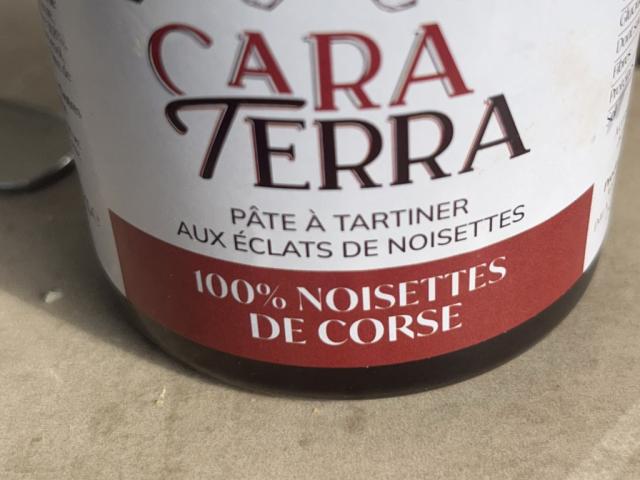 CARA
TERRA
PÂTE À TARTINER
AUX ÉCLATS DE NOISETTES
100% NOISETTES
DE CORSE